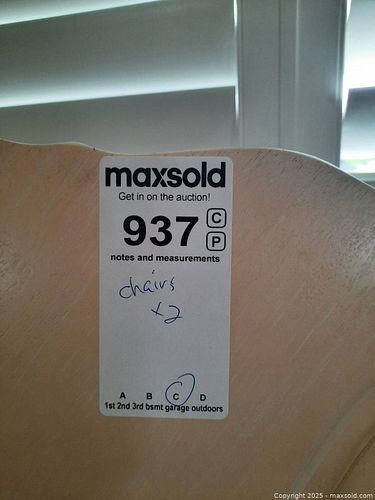 maxsold
Get in on the auction!
937 C
P
notes and measurements
chairs
x2
A B C D
1st 2nd 3rd bsmt garage outdoors
Copyright 2025 - maxsold.com